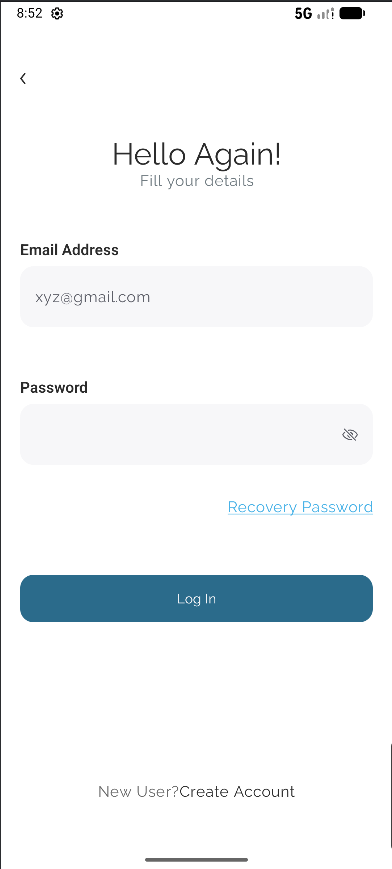 8:52 5G
Hello Again!
Fill your details
Email Address
xyz@gmail.com
Password
Recovery Password
Log In
New User?Create Account